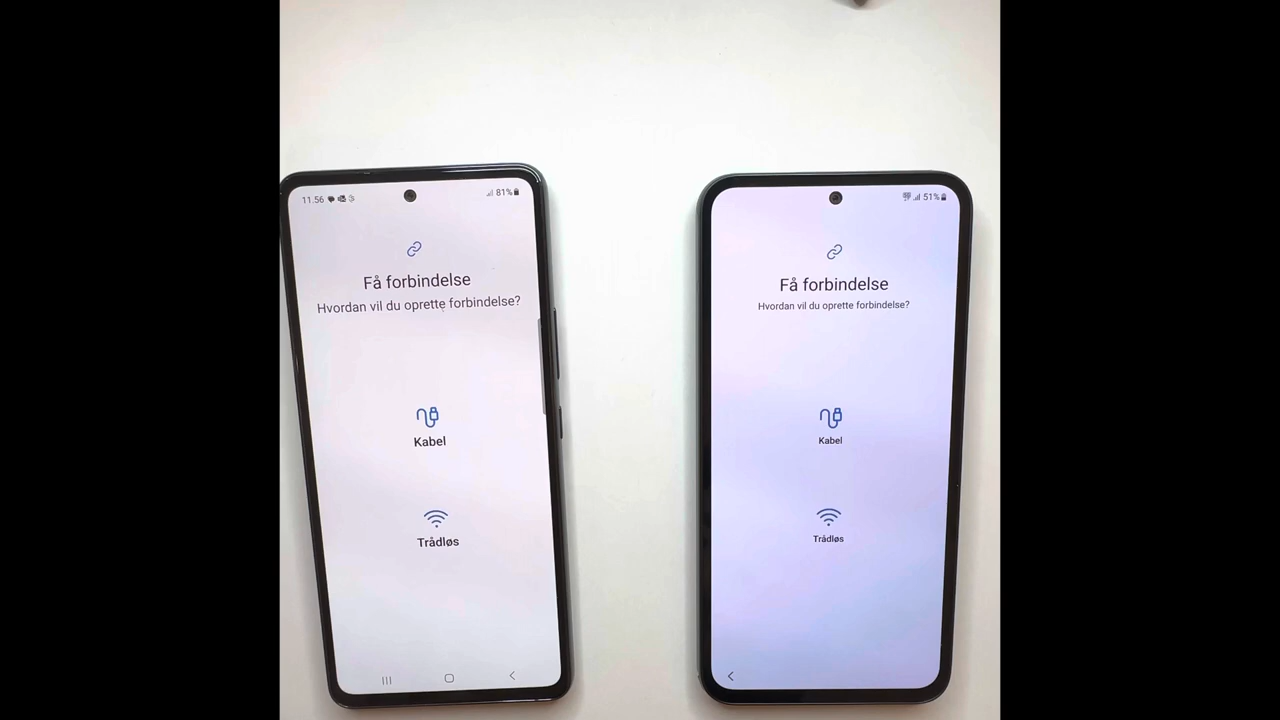 11.56
81%
Få forbindelse
Hvordan vil du oprette forbindelse?
Kabel
Trådløs
51%
Få forbindelse
Hvordan vil du oprette forbindelse?
Kabel
Trådløs